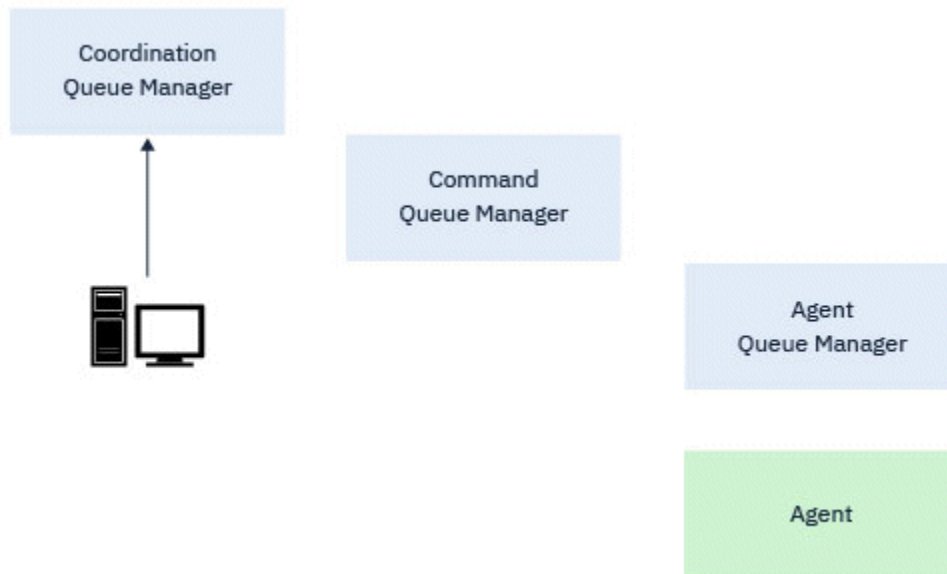 Coordination
Queue Manager
Command
Queue Manager
Agent
Queue Manager
Agent